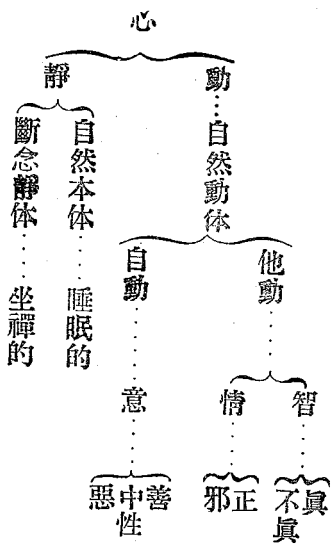 心
動……自然動体
他動
智
眞
不眞
情
正
邪
自動
意
善
中性
惡
靜
自然本体……睡眠的
斷念靜体……坐禪的